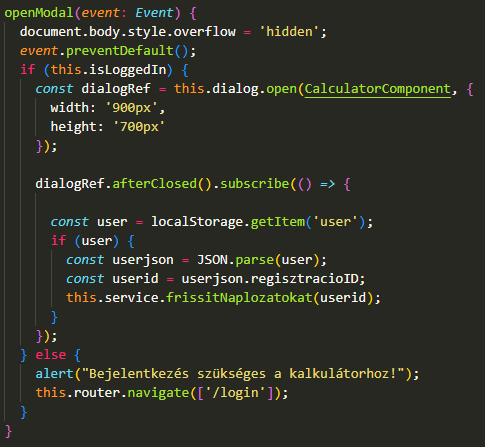 openModal(event: Event) {
document.body.style.overflow = 'hidden';
event.preventDefault();
if (this.isLoggedIn) {
const dialogRef = this.dialog.open(CalculatorComponent, {
width: '900px',
height: '700px'
});
dialogRef.afterClosed().subscribe(() => {
const user = localStorage.getItem('user');
if (user) {
const userjson = JSON.parse(user);
const userid = userjson.regisztracioID;
this.service.frissitNaplozatokat(userid);
}
});
} else {
alert("Bejelentkezés szükséges a kalkulátorhoz!");
this.router.navigate(['/login']);
}
}